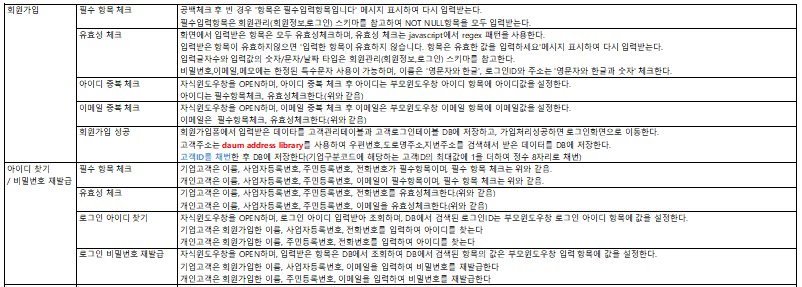 회원가입
필수 항목 체크
공백체크 후 빈 경우 '항목은 필수입력항목입니다' 메시지 표시하여 다시 입력받는다.
필수입력항목은 회원관리(회원정보,로그인) 스키마를 참고하여 NOT NULL항목을 모두 입력받는다.
유효성 체크
화면에서 입력받은 항목은 모두 유효성체크하며, 유효성 체크는 javascript에서 regex 패턴을 사용한다.
입력받은 항목이 유효하지않으면 '입력한 항목이 유효하지 않습니다. 항목은 유효한 값을 입력하세요'메시지 표시하여 다시 입력받는다.
입력글자수와 입력값의 숫자/문자/날짜 타입은 회원관리(회원정보,로그인) 스키마를 참고한다.
비밀번호,이메일,메모에는 한정된 특수문자 사용이 가능하며, 이름은 '영문자와 한글', 로그인ID와 주소는 '영문자와 한글과 숫자' 체크한다.
아이디 중복 체크
자식윈도우창을 OPEN하며, 아이디 중복 체크 후 아이디는 부모윈도우창 아이디 항목에 아이디값을 설정한다.
아이디는 필수항목체크, 유효성체크한다.(위와 같음)
이메일 중복 체크
자식윈도우창을 OPEN하며, 이메일 중복 체크 후 이메일은 부모윈도우창 이메일 항목에 이메일값을 설정한다.
이메일은 필수항목체크, 유효성체크한다.(위와 같음)
회원가입 성공
회원가입폼에서 입력받은 데이타를 고객관리테이블과 고객로그인테이블 DB에 저장하고, 가입처리성공하면 로그인화면으로 이동한다.
고객주소는 daum address library를 사용하여 우편번호,도로명주소,지번주소를 검색해서 받은 데이터를 DB에 저장한다.
고객ID를 채번한 후 DB에 저장한다(기업구분코드에 해당하는 고객ID의 최대값에 1을 더하여 정수 8자리로 채번)
아이디 찾기
/ 비밀번호 재발급
필수 항목 체크
기업고객은 이름, 사업자등록번호, 주민등록번호, 전화번호가 필수항목이며, 필수 항목 체크는 위와 같음.
개인고객은 이름, 사업자등록번호, 주민등록번호, 이메일이 필수항목이며, 필수 항목 체크는 위와 같음.
유효성 체크
기업고객은 이름, 사업자등록번호, 주민등록번호, 전화번호를 유효성체크한다(위와 같음)
개인고객은 이름, 사업자등록번호, 주민등록번호, 이메일을 유효성체크한다(위와 같음)
로그인 아이디 찾기
자식윈도우창을 OPEN하며, 로그인 아이디 입력받아 조회하며, DB에서 검색된 로그인ID는 부모윈도우창 로그인 아이디 항목에 값을 설정한다.
기업고객은 회원가입한 이름, 사업자등록번호, 전화번호를 입력하여 아이디를 찾는다
개인고객은 회원가입한 이름, 주민등록번호, 전화번호를 입력하여 아이디를 찾는다
로그인 비밀번호 재발급
자식윈도우창을 OPEN하며, 입력받은 항목은 DB에서 조회하여 DB에서 검색된 항목의 값은 부모윈도우창 입력 항목에 값을 설정한다.
기업고객은 회원가입한 이름, 사업자등록번호, 이메일을 입력하여 비밀번호를 재발급한다
개인고객은 회원가입한 이름, 주민등록번호, 이메일을 입력하여 비밀번호를 재발급한다